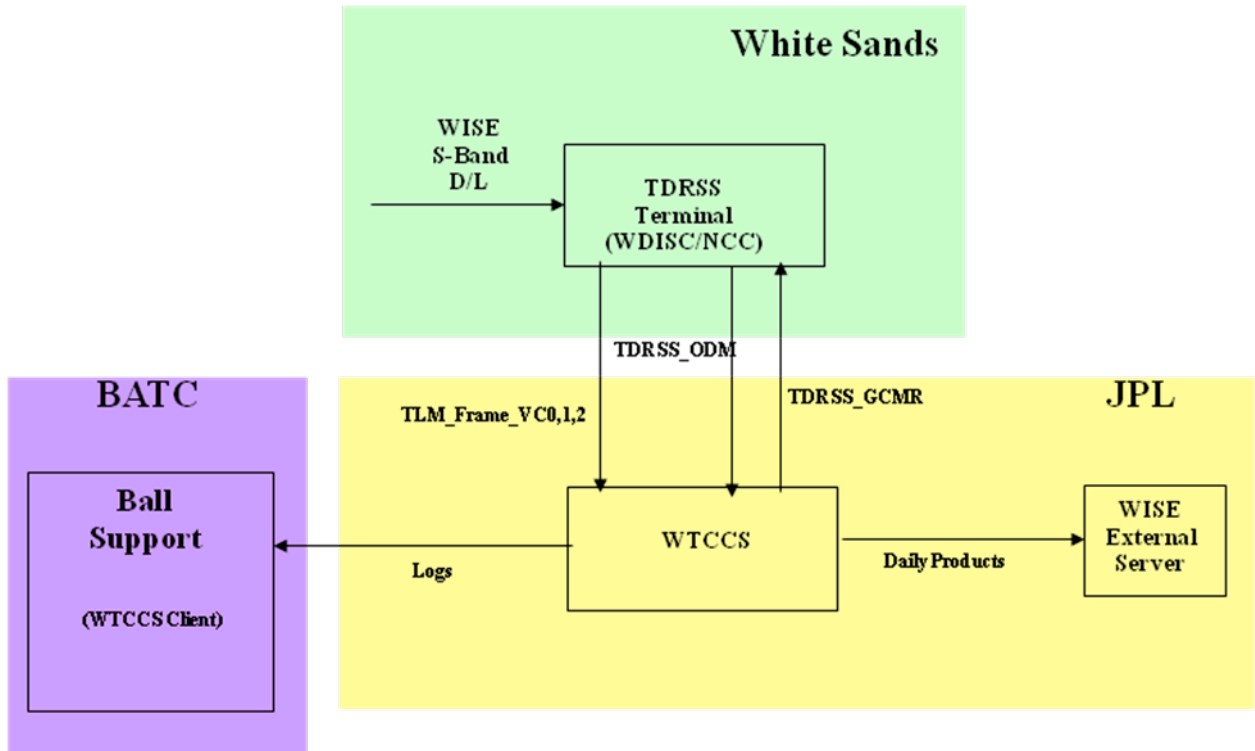 White Sands
WISE
S-Band
D/L
TDRSS
Terminal
(WDISC/NCC)
TDRSS_ODM
TDRSS_GCMR
TLM_Frame_VC0,1,2
BATC
JPL
Ball
Support
(WTCCS Client)
Logs
WTCCS
Daily Products
WISE
External
Server